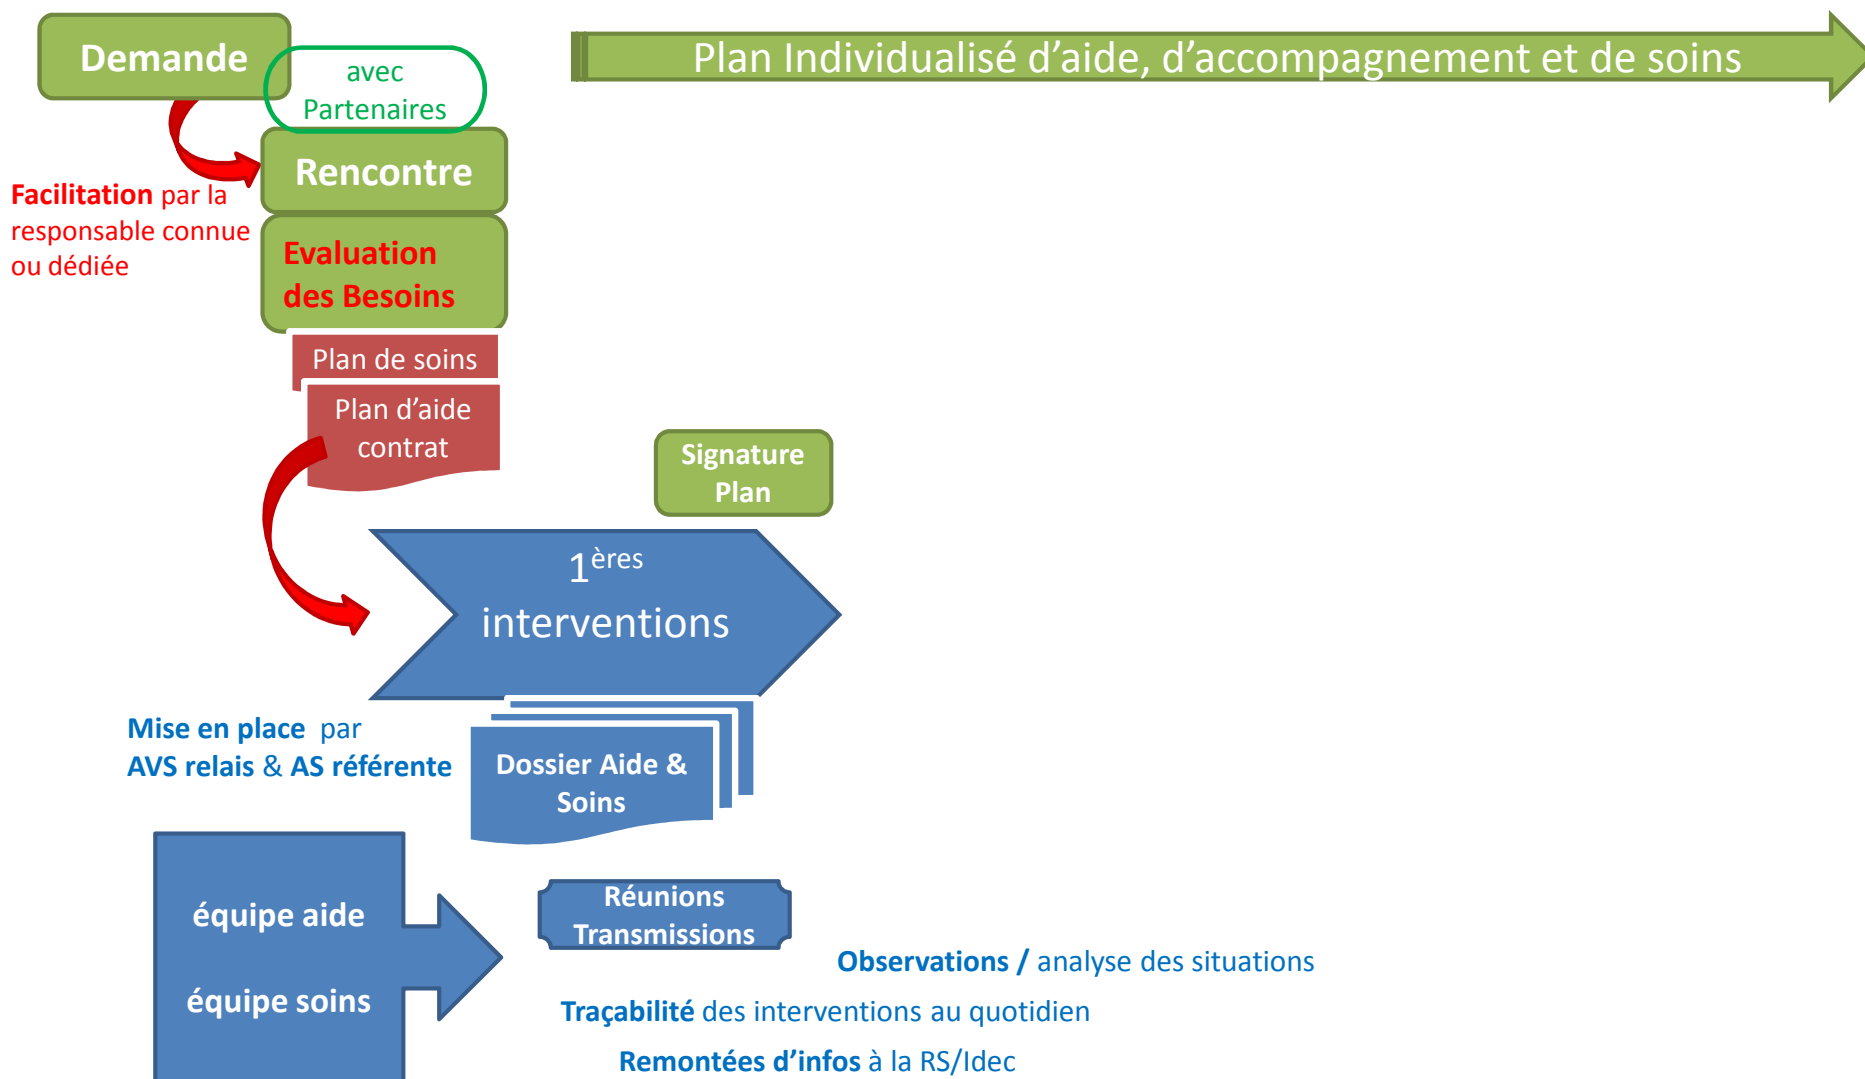 Demande
avec
Partenaires
Plan Individualisé d’aide, d’accompagnement et de soins
Rencontre
Facilitation par la
responsable connue
ou dédiée
Evaluation
des Besoins
Plan de soins
Plan d’aide
contrat
Signature
Plan
1ères
interventions
Mise en place par
AVS relais & AS référente
Dossier Aide &
Soins
équipe aide
équipe soins
Réunions
Transmissions
Observations / analyse des situations
Traçabilité des interventions au quotidien
Remontées d’infos à la RS/Idec